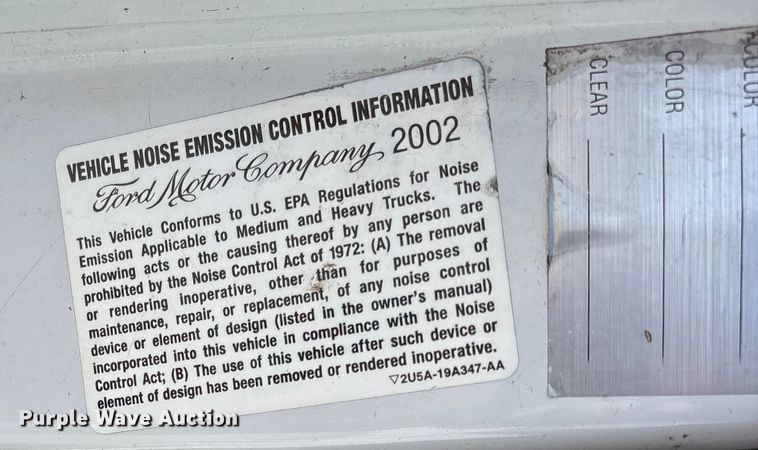 VEHICLE NOISE EMISSION CONTROL INFORMATION
Ford Motor Company 2002
This Vehicle Conforms to U.S. EPA Regulations for Noise
Emission Applicable to Medium and Heavy Trucks. The
following acts or the causing thereof by any person are
prohibited by the Noise Control Act of 1972: (A) The removal
or rendering inoperative, other than for purposes of
maintenance, repair, or replacement, of any noise control
device or element of design (listed in the owner's manual)
incorporated into this vehicle in compliance with the Noise
Control Act; (B) The use of this vehicle after such device or
element of design has been removed or rendered inoperative.
▽2U5A-19A347-AA
CLEAR
COLOR
COLOR
Purple Wave Auction